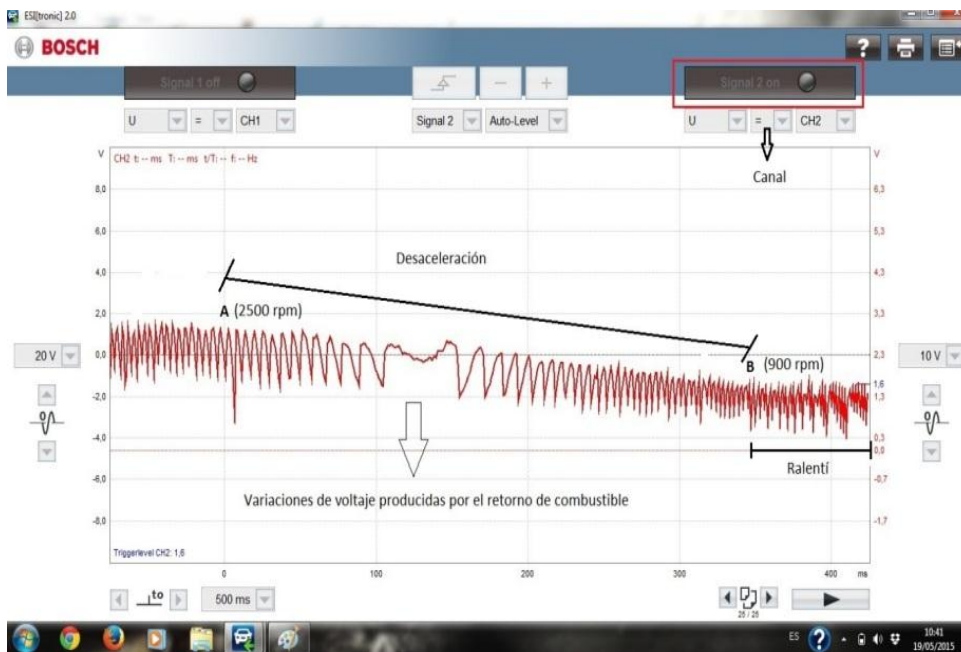 ESI[tronic] 2.0
BOSCH
?
Signal 1 off
− +
Signal 2 on
U = CH1
Signal 2 Auto-Level
U = CH2
Canal
V CH2 t: -- ms T: -- ms t/T: -- f: -- Hz V
8,0 6,3
6,0 5,3
Desaceleración
4,0 4,3
A (2500 rpm)
2,0 3,3
20 V 0,0 2,3 10 V
B (900 rpm)
1,6
-2,0 1,3
-4,0 0,3
0,0
Ralentí
-6,0 -0,7
Variaciones de voltaje producidas por el retorno de combustible
-8,0 -1,7
Triggerlevel CH2: 1,6
0 100 200 300 400 ms
to 500 ms
25 / 25
ES ? 10:41
19/05/2015